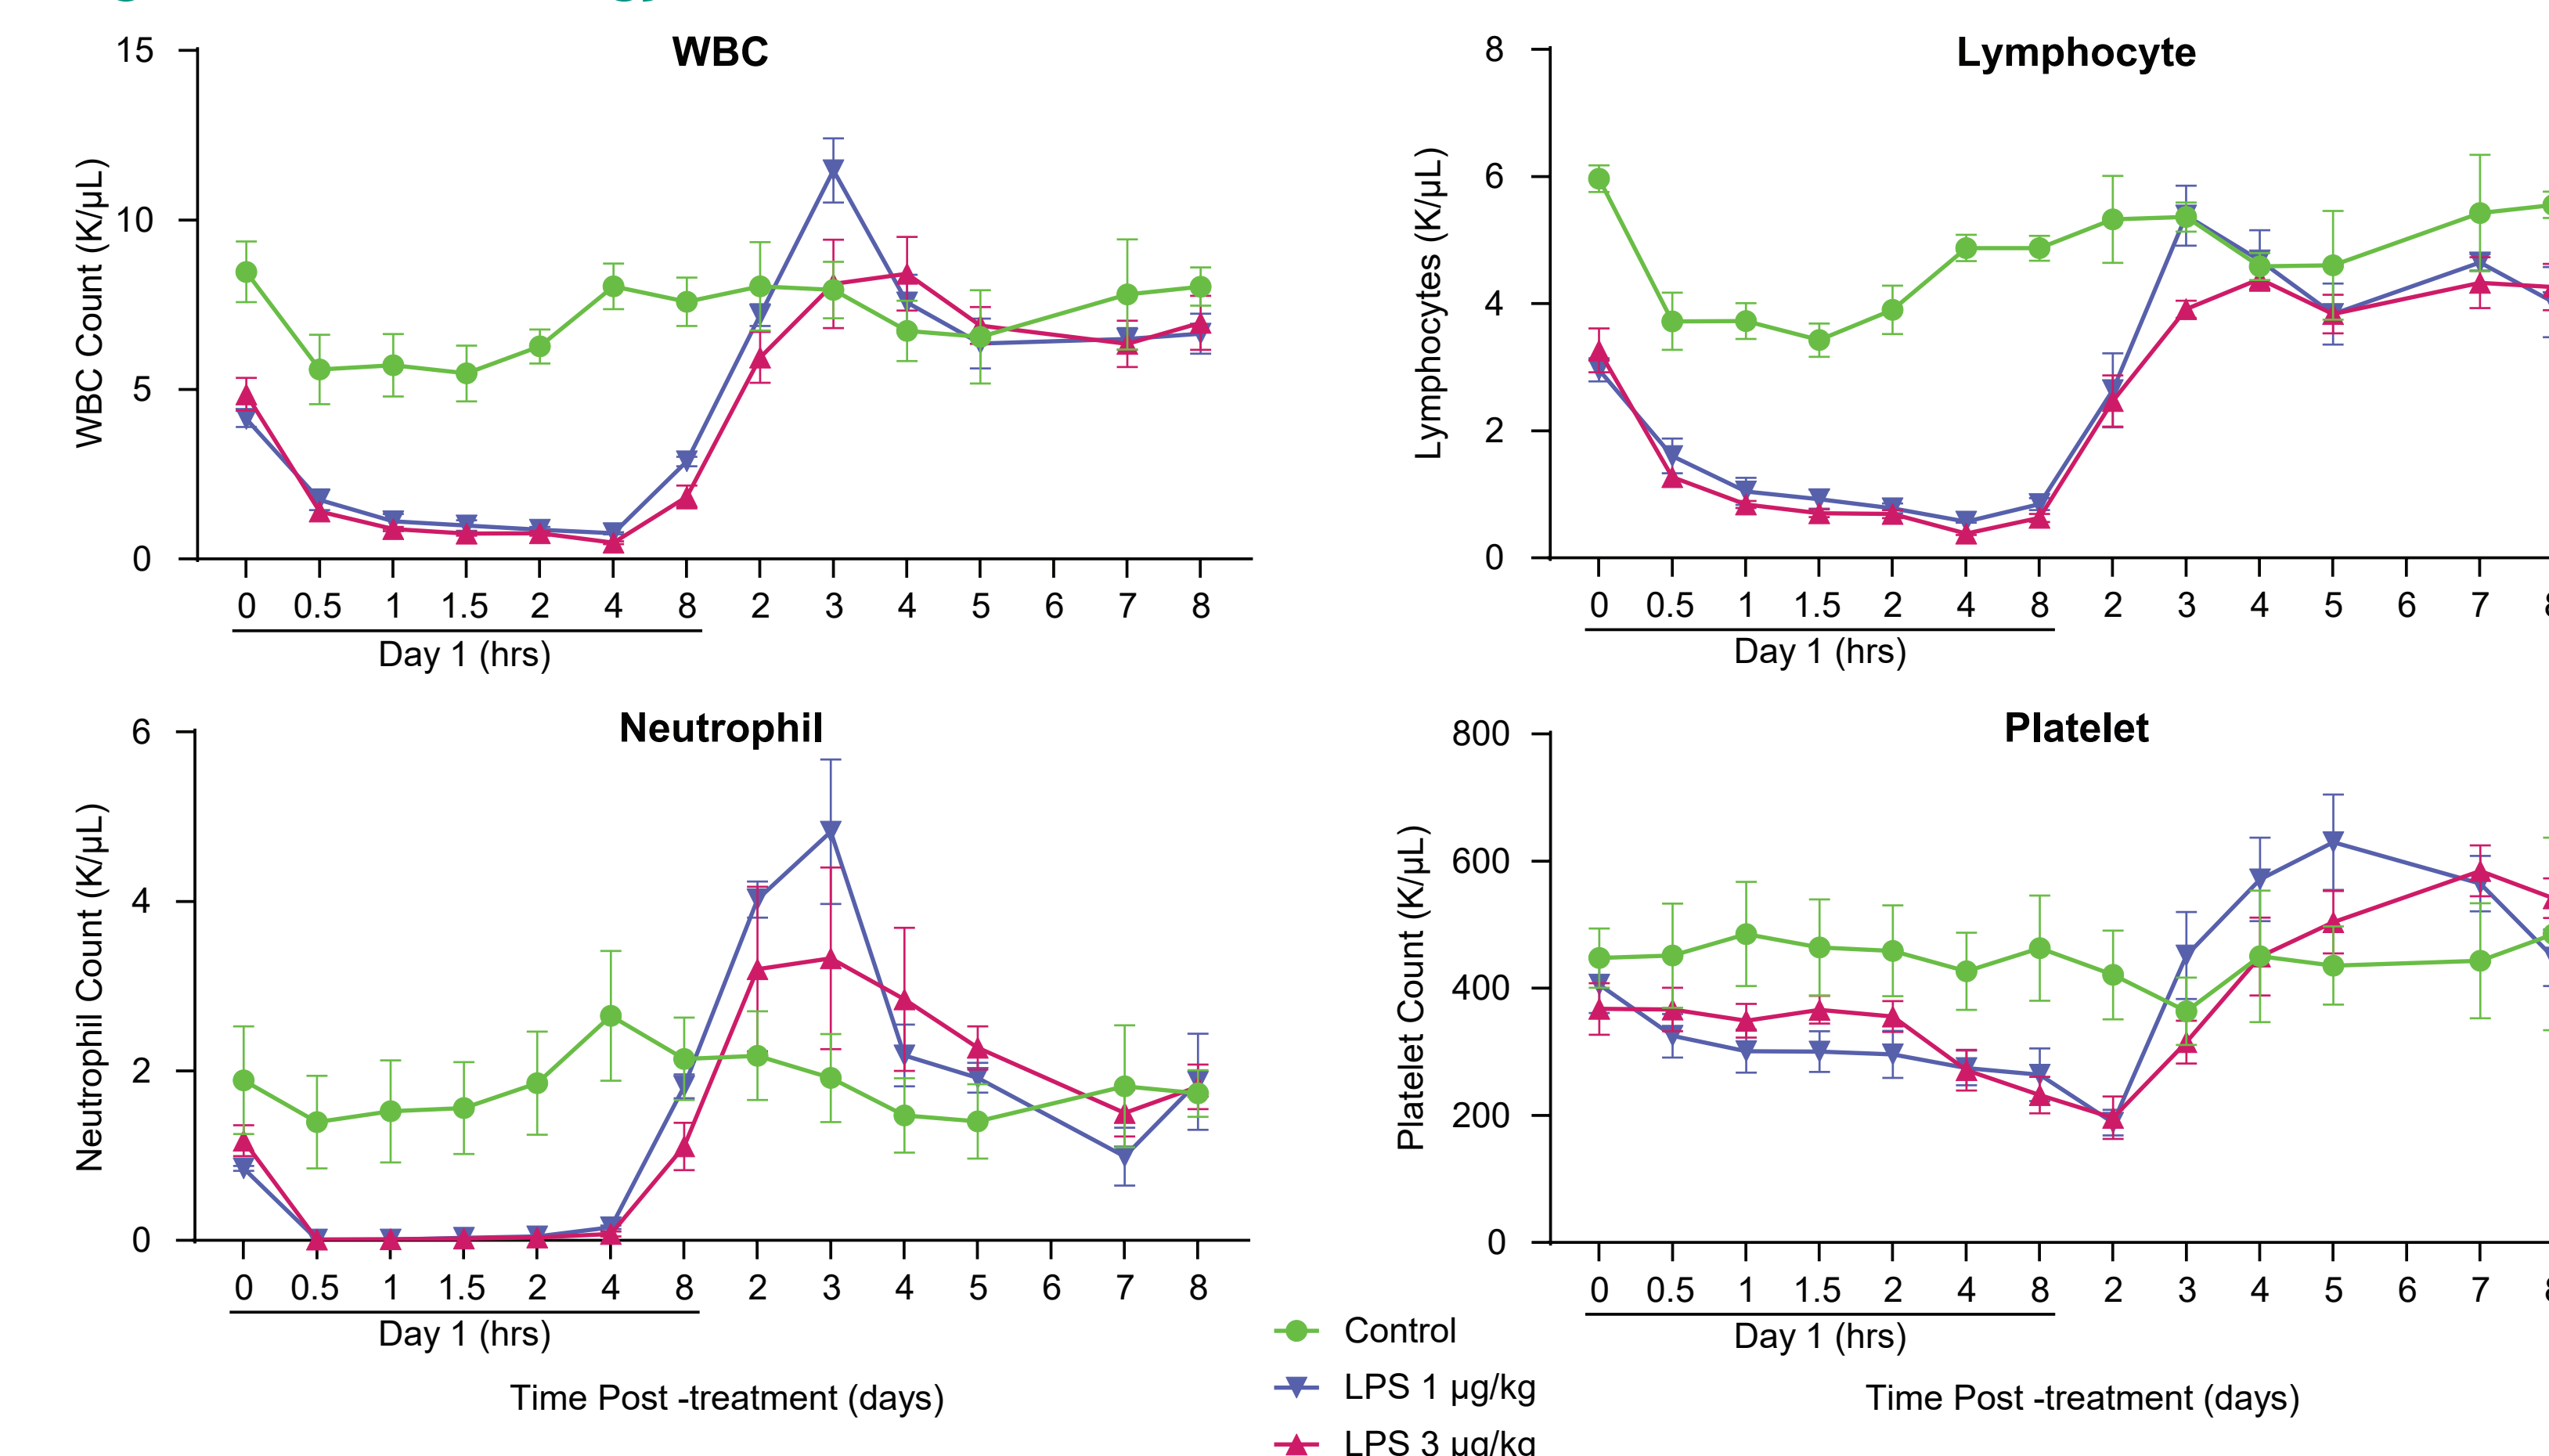 WBC
15
10
5
0
WBC Count (K/µL)
0 0.5 1 1.5 2 4 8 2 3 4 5 6 7 8
Day 1 (hrs)
Lymphocyte
8
6
4
2
0
Lymphocytes (K/µL)
0 0.5 1 1.5 2 4 8 2 3 4 5 6 7
Day 1 (hrs)
Neutrophil
6
4
2
0
Neutrophil Count (K/µL)
0 0.5 1 1.5 2 4 8 2 3 4 5 6 7 8
Day 1 (hrs)
Time Post -treatment (days)
Platelet
800
600
400
200
0
Platelet Count (K/µL)
0 0.5 1 1.5 2 4 8 2 3 4 5 6 7
Day 1 (hrs)
Time Post -treatment (days)
Control
LPS 1 µg/kg
LPS 3 µg/kg